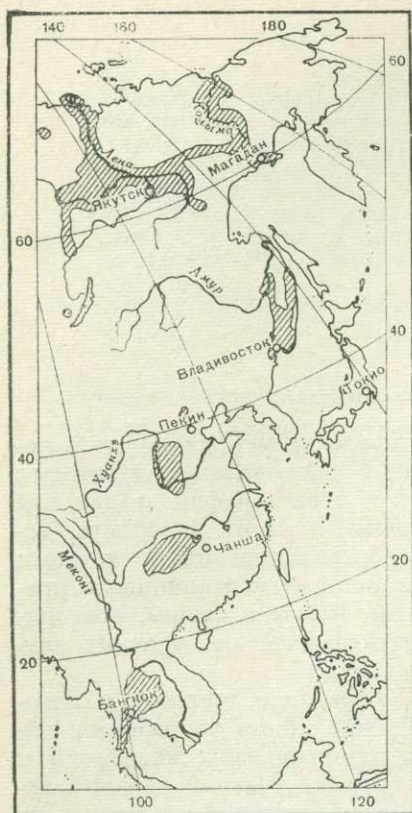 140
160
180
60
Колыма
Лена
Магадан
Якутск
60
Амур
40
Владивосток
Токио
Пекин
40
Хуанхэ
Чанша
20
Меконг
20
Бангкок
100
120